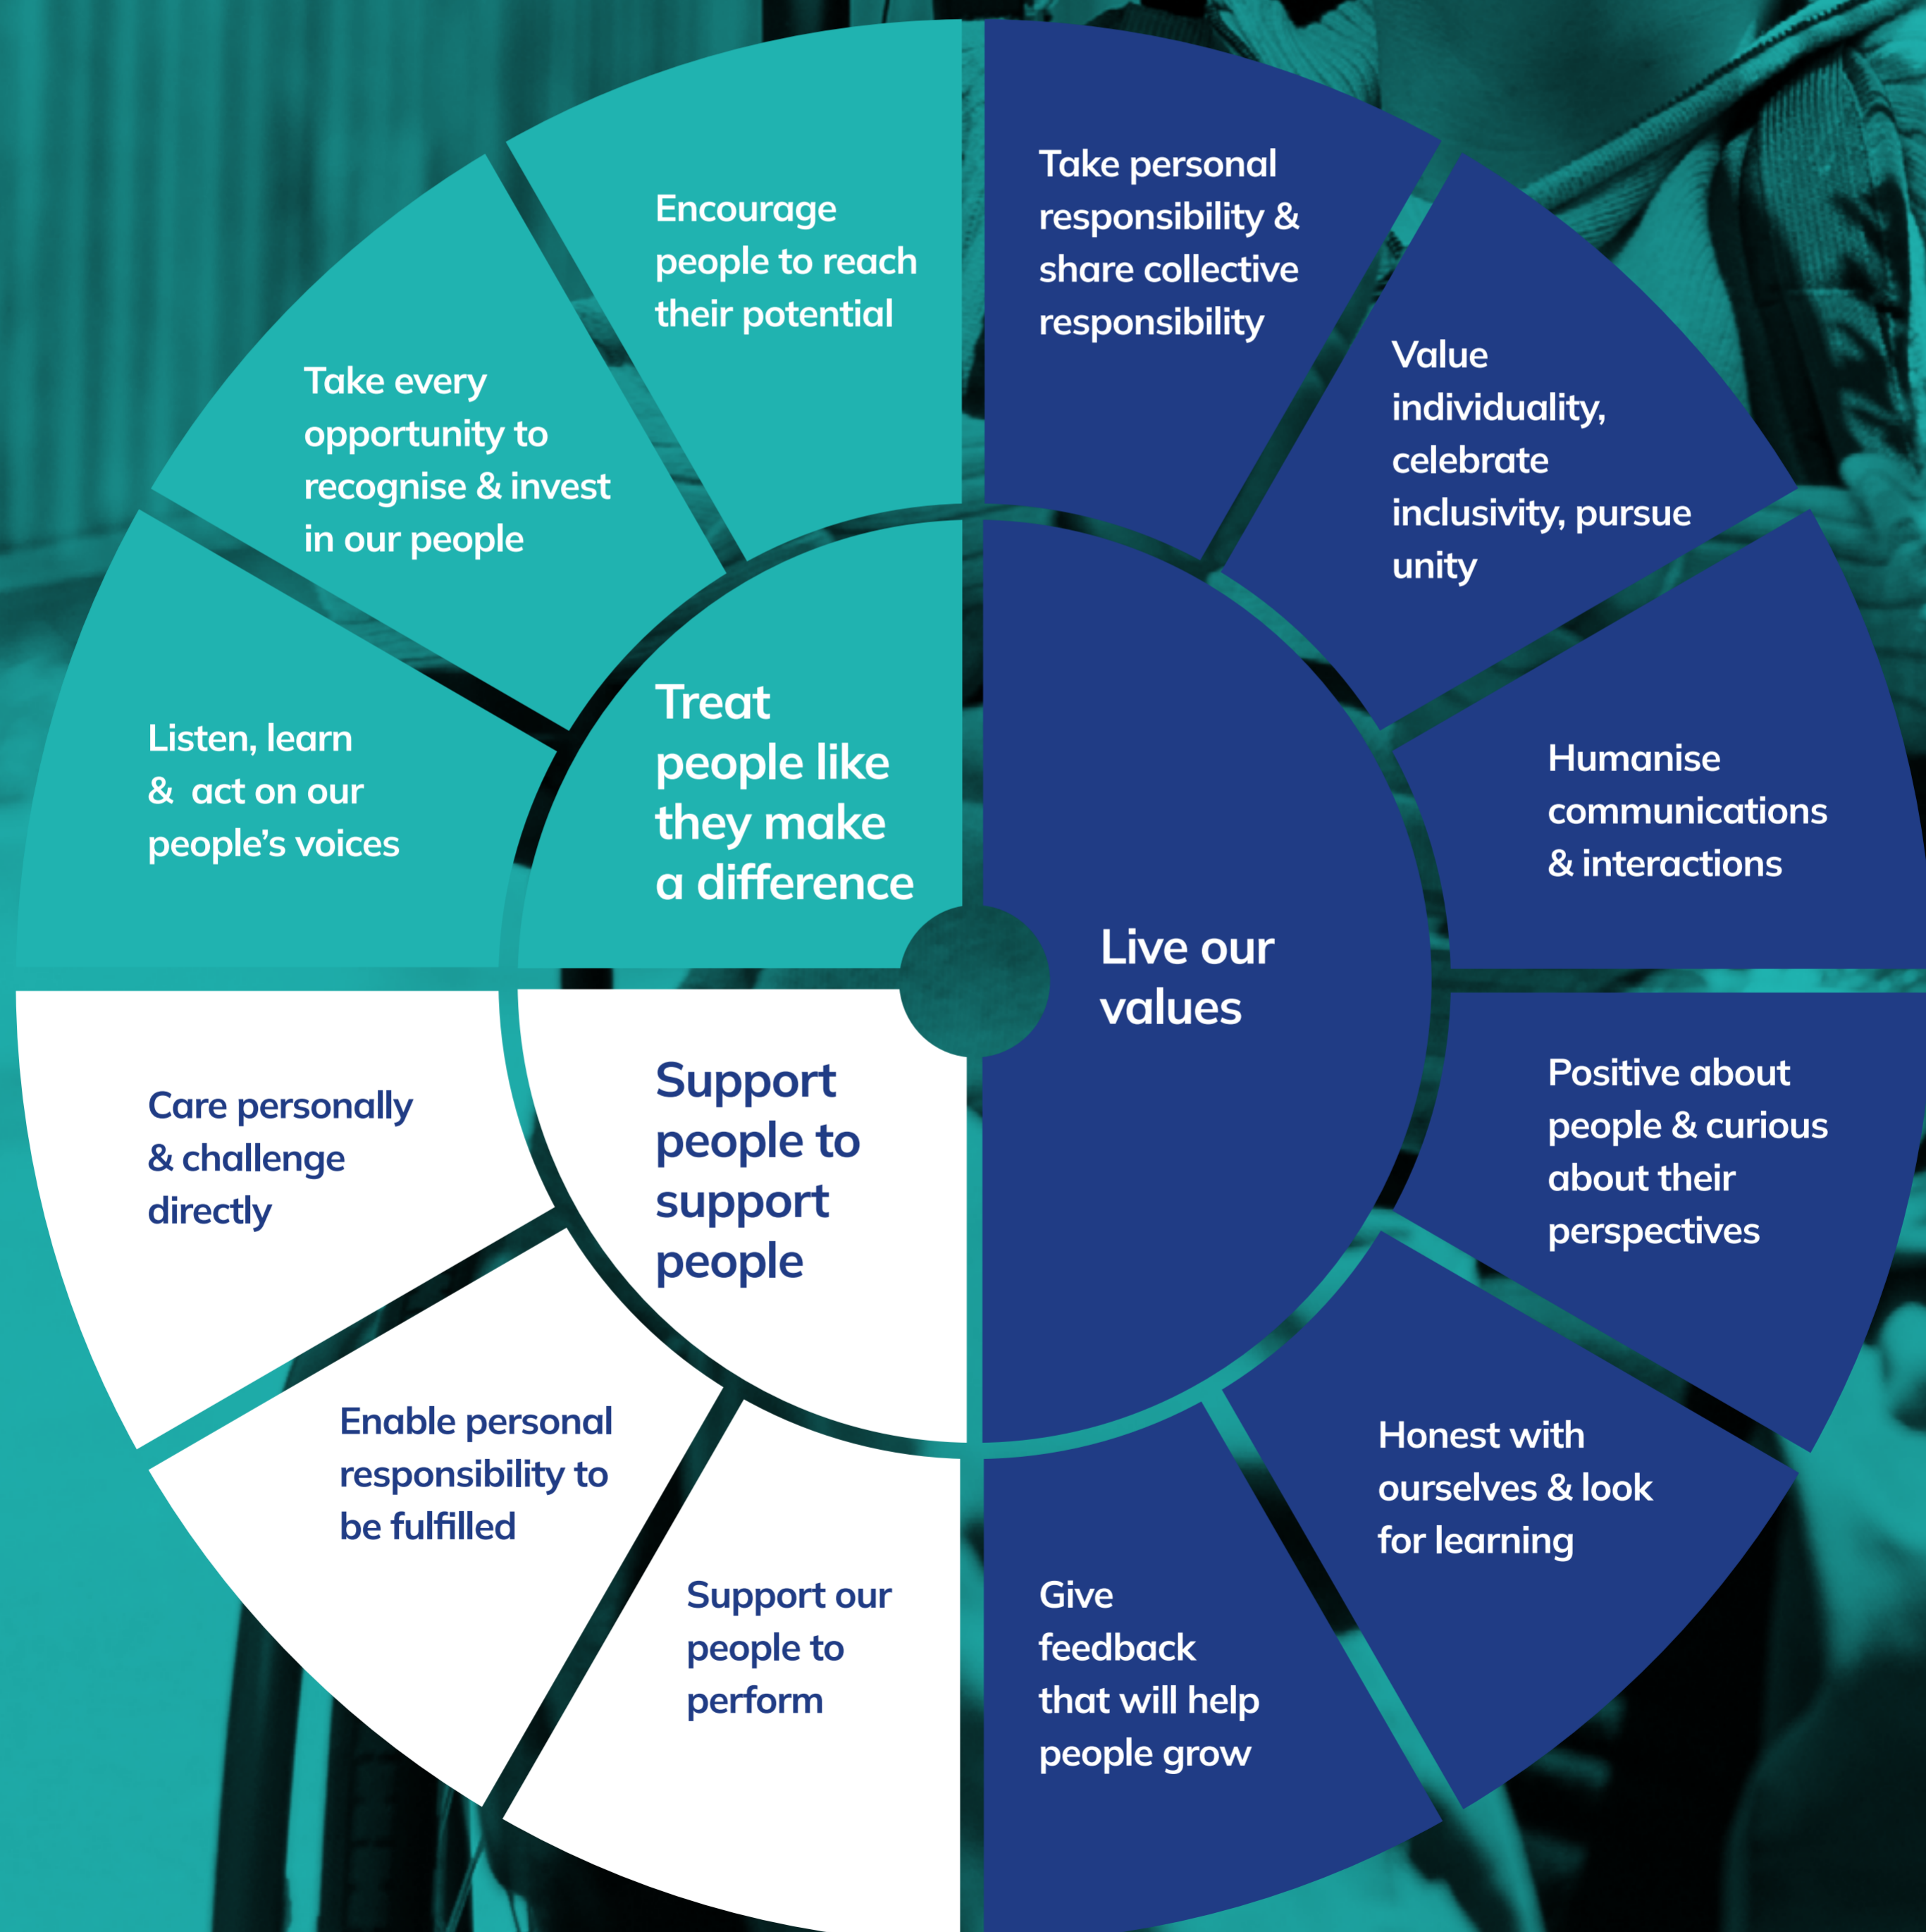 Encourage
people to reach
their potential
Take personal
responsibility &
share collective
responsibility
Value
individuality,
celebrate
inclusivity, pursue
unity
Humanise
communications
& interactions
Positive about
people & curious
about their
perspectives
Honest with
ourselves & look
for learning
Give
feedback
that will help
people grow
Support our
people to
perform
Enable personal
responsibility to
be fulfilled
Care personally
& challenge
directly
Listen, learn
& act on our
people’s voices
Take every
opportunity to
recognise & invest
in our people
Treat
people like
they make
a difference
Live our
values
Support
people to
support
people